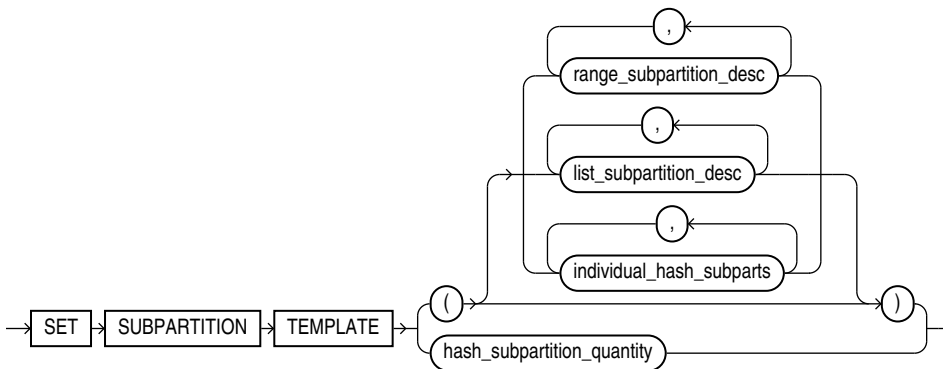 ,
range_subpartition_desc
,
list_subpartition_desc
,
individual_hash_subparts
( )
SET SUBPARTITION TEMPLATE
hash_subpartition_quantity